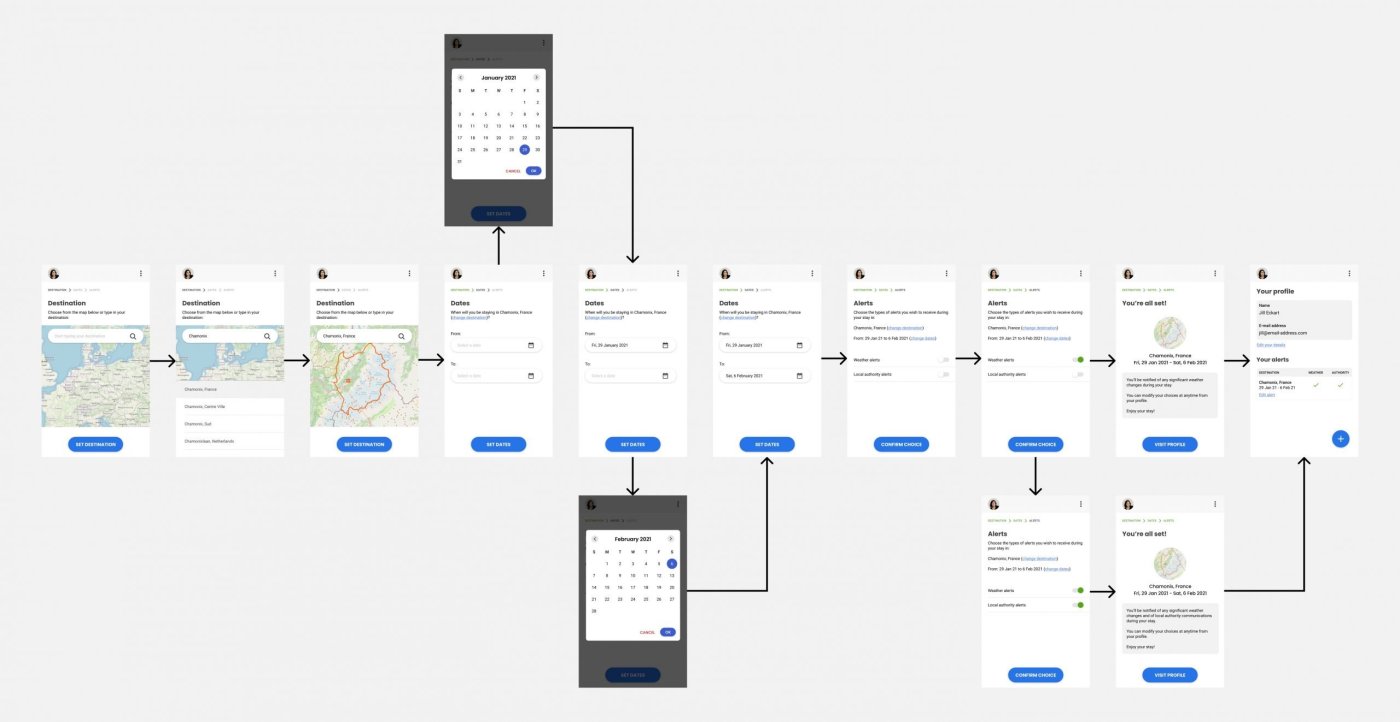 January 2021
S M T W T F S
1 2
3 4 5 6 7 8 9
10 11 12 13 14 15 16
17 18 19 20 21 22 23
24 25 26 27 28 29 30
31
CANCEL OK
SET DATES
DESTINATION > DATES > ALERTS
Destination
Choose from the map below or type in your
destination
Start typing your destination
SET DESTINATION
DESTINATION > DATES > ALERTS
Destination
Choose from the map below or type in your
destination
Chamonix
Chamonix, France
Chamonix, Centre Ville
Chamonix, Sud
Chamonixlaan, Netherlands
DESTINATION > DATES > ALERTS
Destination
Choose from the map below or type in your
destination
Chamonix, France
SET DESTINATION
DESTINATION > DATES > ALERTS
Dates
When will you be staying in Chamonix, France
(change destination)?
From:
Select a date
To:
Select a date
SET DATES
DESTINATION > DATES > ALERTS
Dates
When will you be staying in Chamonix, France
(change destination)?
From:
Fri, 29 January 2021
To:
Select a date
SET DATES
DESTINATION > DATES > ALERTS
Dates
When will you be staying in Chamonix, France
(change destination)?
From:
Fri, 29 January 2021
To:
Sat, 6 February 2021
SET DATES
DESTINATION > DATES > ALERTS
Alerts
Choose the types of alerts you wish to receive during
your stay in:
Chamonix, France (change destination)
From: 29 Jan 21 to 6 Feb 2021 (change dates)
Weather alerts
Local authority alerts
CONFIRM CHOICE
DESTINATION > DATES > ALERTS
Alerts
Choose the types of alerts you wish to receive during
your stay in:
Chamonix, France (change destination)
From: 29 Jan 21 to 6 Feb 2021 (change dates)
Weather alerts
Local authority alerts
CONFIRM CHOICE
DESTINATION > DATES > ALERTS
You're all set!
Chamonix, France
Fri, 29 Jan 2021 - Sat, 6 Feb 2021
You'll be notified of any significant weather
changes during your stay
You can modify your choices at anytime from
your profile.
Enjoy your stay!
VISIT PROFILE
Your profile
Name
Jill Eckart
E-mail address
jill@email-address.com
Edit your details
Your alerts
DESTINATION WEATHER AUTHORITY
Chamonix, France
29 Jan 21 - 6 Feb 21
Edit alert
+
DESTINATION > DATES > ALERTS
February 2021
S M T W T F S
1 2 3 4 5 6
7 8 9 10 11 12 13
14 15 16 17 18 19 20
21 22 23 24 25 26 27
28
CANCEL OK
SET DATES
DESTINATION > DATES > ALERTS
Alerts
Choose the types of alerts you wish to receive during
your stay in:
Chamonix, France (change destination)
From: 29 Jan 21 to 6 Feb 2021 (change dates)
Weather alerts
Local authority alerts
CONFIRM CHOICE
DESTINATION > DATES > ALERTS
You're all set!
Chamonix, France
Fri, 29 Jan 2021 - Sat, 6 Feb 2021
You'll be notified of any significant weather
changes and of local authority communications
during your stay.
You can modify your choices at anytime from
your profile.
Enjoy your stay!
VISIT PROFILE